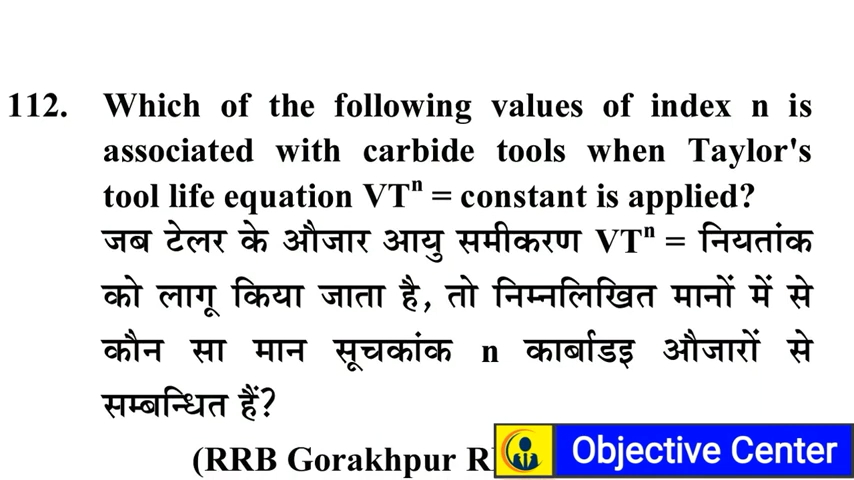 112. Which of the following values of index n is
associated with carbide tools when Taylor's
tool life equation VTⁿ = constant is applied?
जब टेलर के औजार आयु समीकरण VTⁿ = नियतांक
को लागू किया जाता है, तो निम्नलिखित मानों में से
कौन सा मान सूचकांक n कार्बाडइ औजारों से
सम्बन्धित हैं?
(RRB Gorakhpur
Objective Center